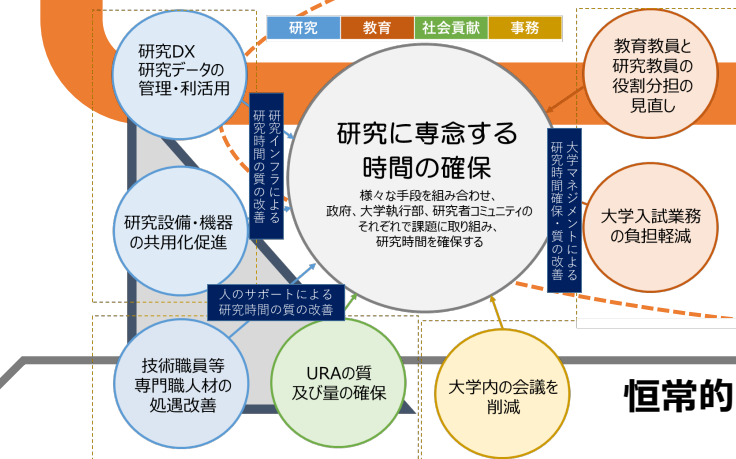 研究
教育
社会貢献
事務
研究DX
研究データの
管理・利活用
教育教員と
研究教員の
役割分担の
見直し
研究インフラによる
研究時間の質の改善
研究に専念する
時間の確保
様々な手段を組み合わせ、
政府、大学執行部、研究者コミュニティの
それぞれで課題に取り組み、
研究時間を確保する
大学マネジメントによる
研究時間確保・質の改善
研究設備・機器
の共用化促進
大学入試業務
の負担軽減
人のサポートによる
研究時間の質の改善
技術職員等
専門職人材の
処遇改善
URAの質
及び量の確保
大学内の会議を
削減
恒常的